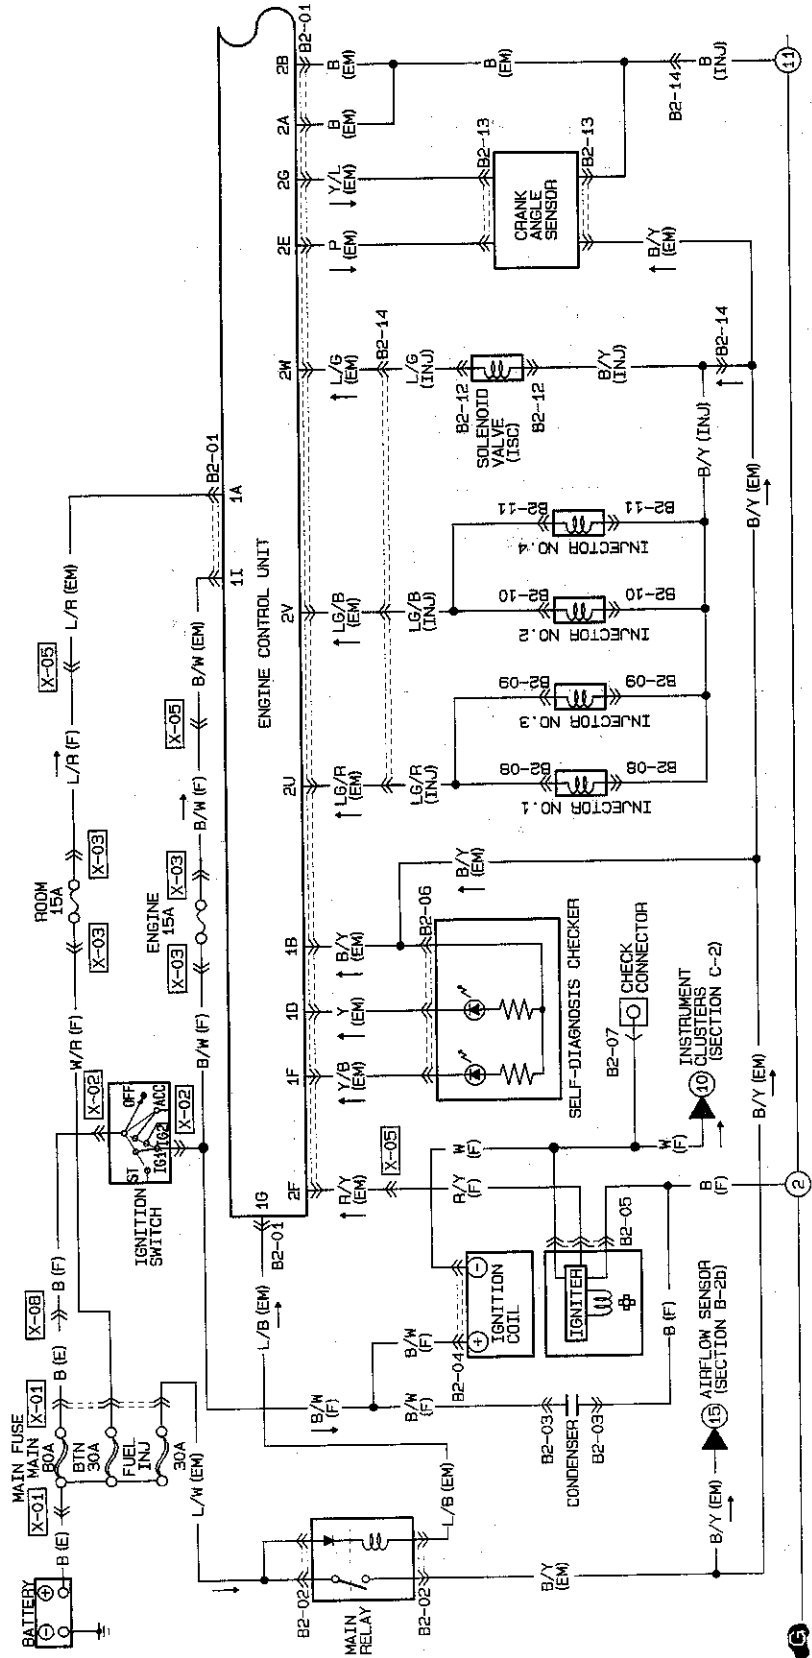 BATTERY
B (E)
X-01
MAIN FUSE
MAIN
80A
BTN
30A
FUEL
INJ
30A
X-01
B (E)
X-08
B (F)
L/W (EM)
IGNITION
SWITCH
ST
IG1
IG2
ACC
OFF
X-02
X-02
W/R (F)
B/W (F)
X-03
ROOM
15A
X-03
L/R (F)
X-05
L/R (EM)
X-03
ENGINE
15A
X-03
B/W (F)
X-05
B/W (EM)
1I
1A
B2-01
ENGINE CONTROL UNIT
1G
B2-01
L/B (EM)
2F
1F
1D
1B
2U
2V
2W
2E
2G
2A
2B
B2-01
R/Y
(EM)
Y/B
(EM)
Y
(EM)
B/Y
(EM)
LG/R
(EM)
LG/B
(EM)
L/G
(EM)
P
(EM)
Y/L
(EM)
B
(EM)
B
(EM)
X-05
R/Y
(F)
W
(F)
B2-06
SELF-DIAGNOSIS CHECKER
B/Y
(EM)
LG/R
(INJ)
LG/B
(INJ)
B2-14
L/G
(INJ)
B2-12
SOLENOID
VALVE
(ISC)
B2-12
B/Y
(INJ)
B2-14
B/Y (INJ)
B2-08
INJECTOR NO.1
B2-08
B2-09
INJECTOR NO.3
B2-09
B2-10
INJECTOR NO.2
B2-10
B2-11
INJECTOR NO.4
B2-11
B2-13
CRANK
ANGLE
SENSOR
B2-13
B/Y
(EM)
B
(EM)
B2-14
B
(INJ)
11
B/Y (EM)
MAIN
RELAY
B2-02
B2-02
L/B (EM)
B/Y
(EM)
B/W
(F)
B/W
(F)
B/W
(F)
B2-03
CONDENSER
B2-03
B2-04
IGNITION
COIL
IGNITER
B2-05
B (F)
B
(F)
2
B2-07
CHECK
CONNECTOR
W
(F)
10
INSTRUMENT
CLUSTERS
(SECTION C-2)
15
AIRFLOW SENSOR
(SECTION B-2b)
B/Y (EM)
B/Y (EM)
G